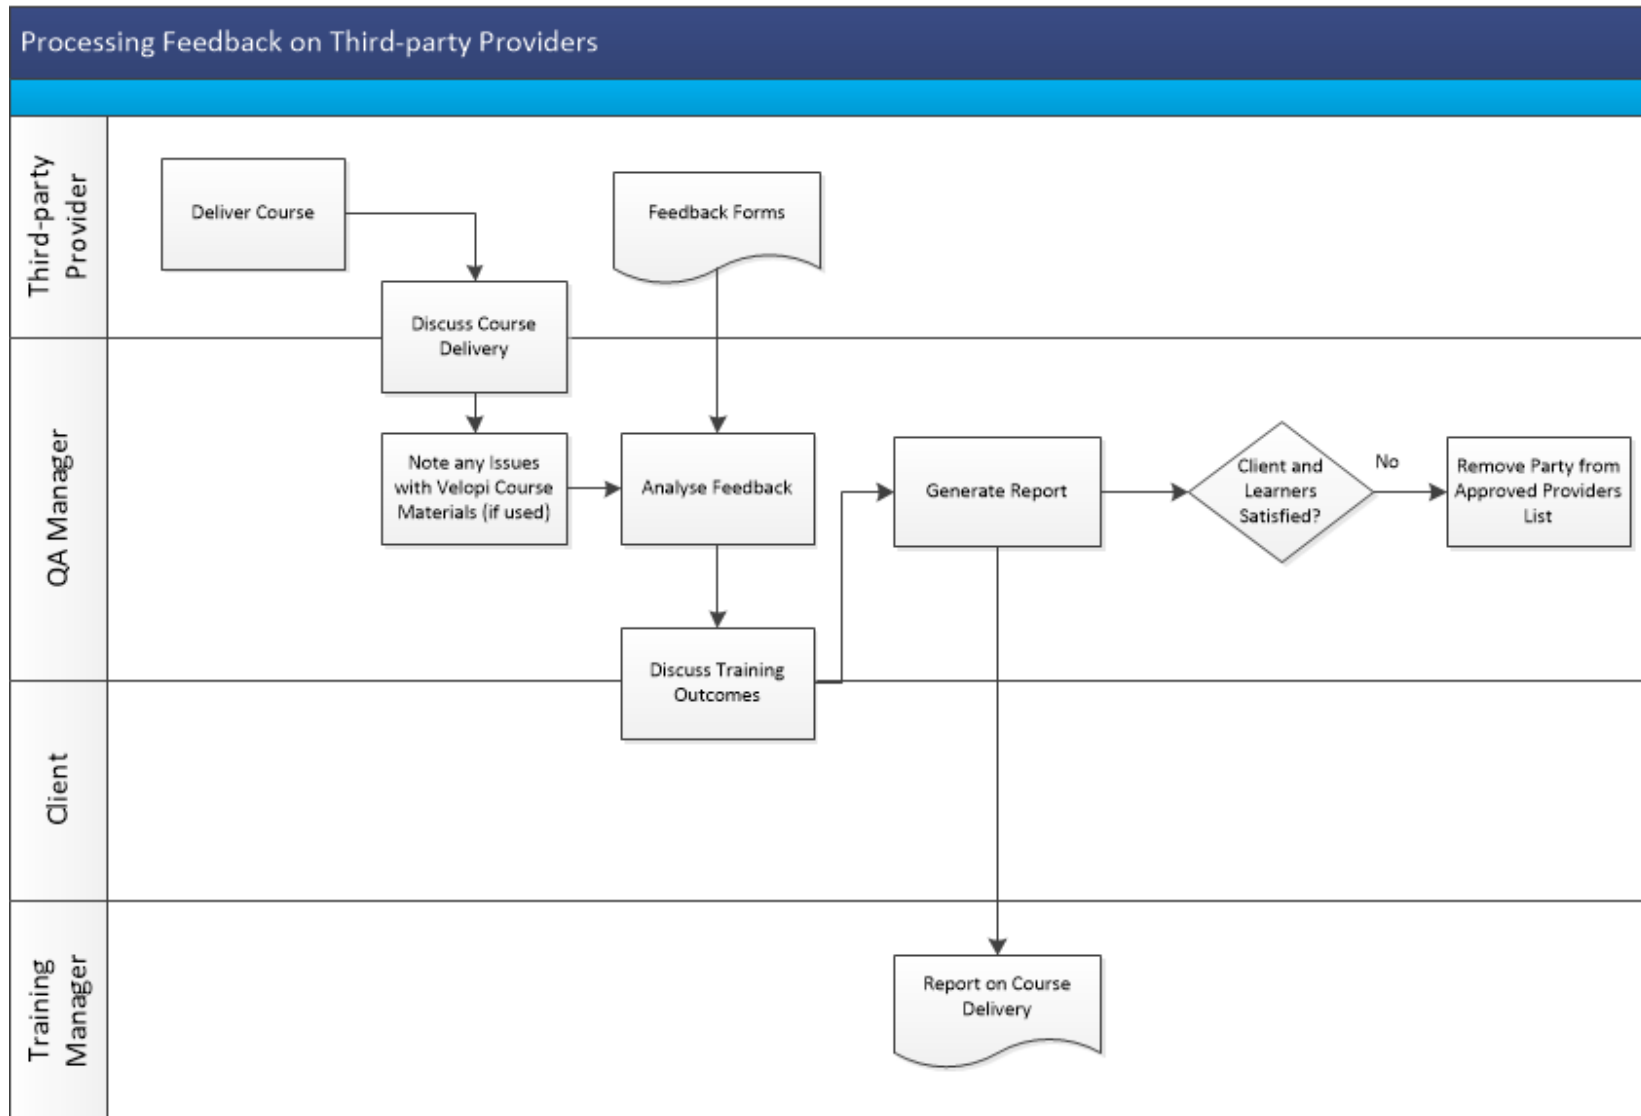 Processing Feedback on Third-party Providers
Third-party
Provider
Deliver Course
Feedback Forms
Discuss Course
Delivery
QA Manager
Note any Issues
with Velopi Course
Materials (if used)
Analyse Feedback
Generate Report
Client and
Learners
Satisfied?
No
Remove Party from
Approved Providers
List
Discuss Training
Outcomes
Client
Training
Manager
Report on Course
Delivery